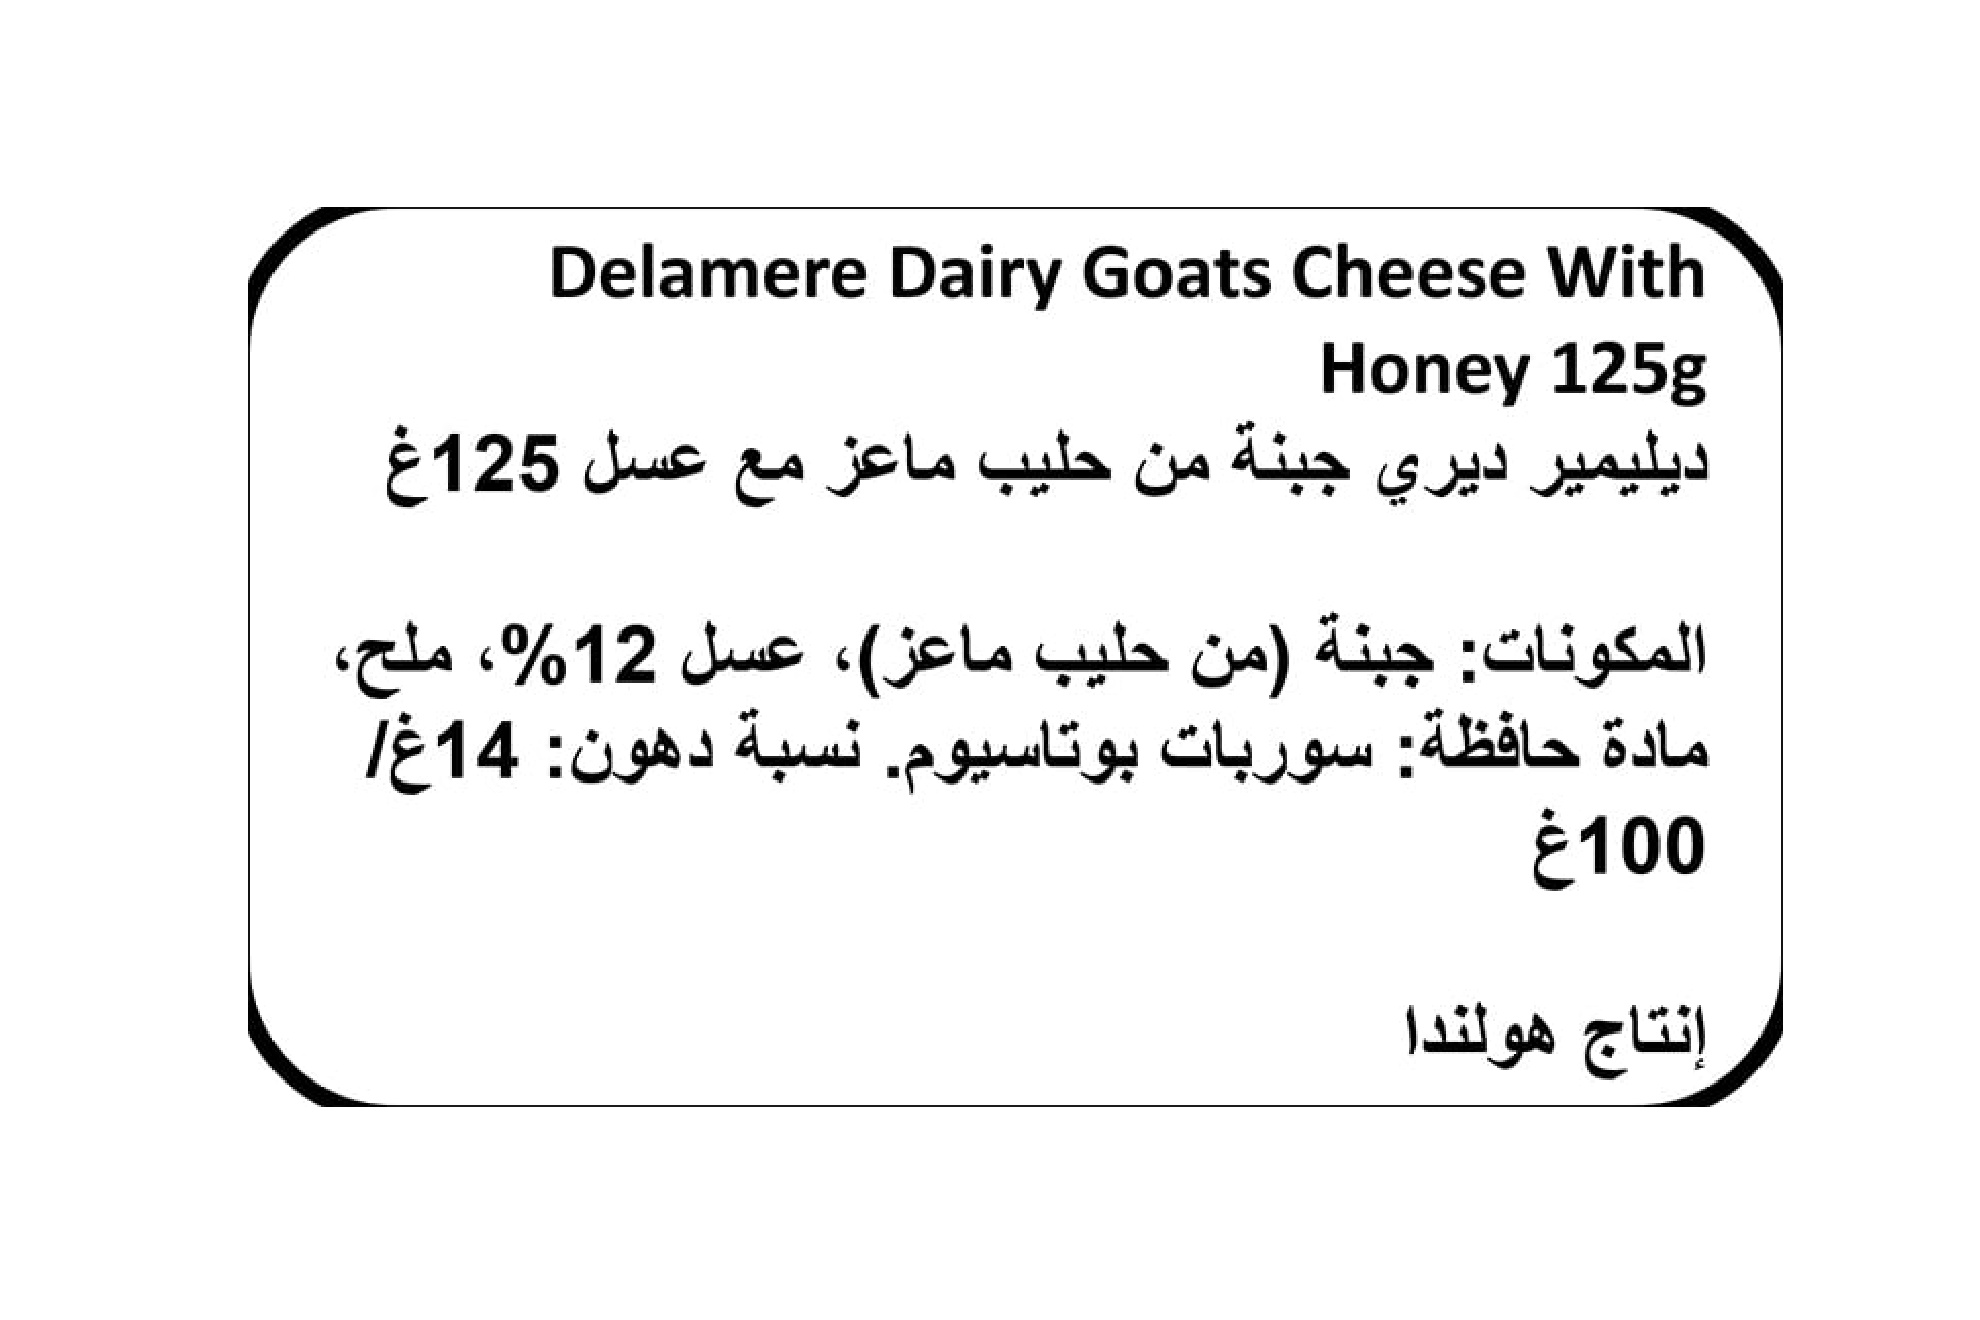 Delamere Dairy Goats Cheese With
Honey 125g
ديليمير ديري جبنة من حليب ماعز مع عسل 125غ
المكونات: جبنة (من حليب ماعز)، عسل 12%، ملح،
مادة حافظة: سوربات بوتاسيوم. نسبة دهون: 14غ/
100غ
إنتاج هولندا